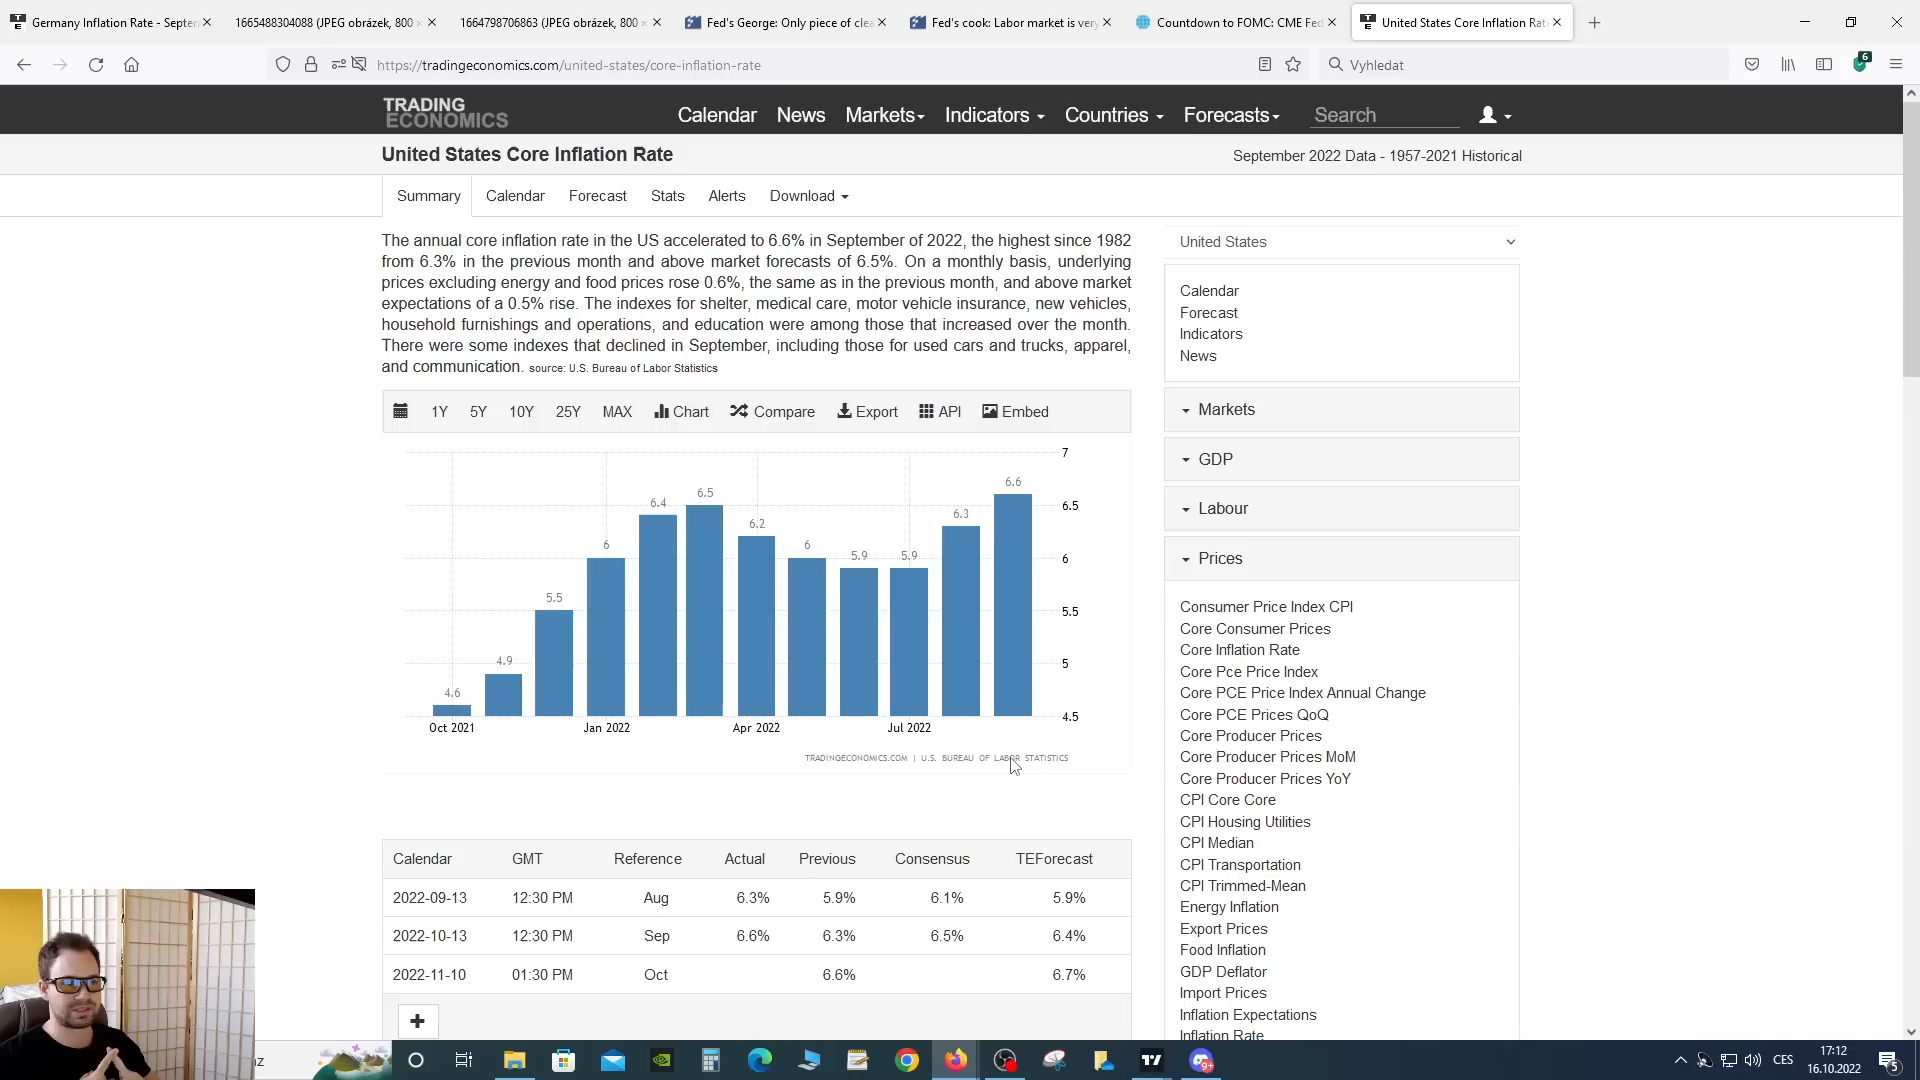 Germany Inflation Rate - Septe
1665488304088 (JPEG obrázek, 800 ×
1664798706863 (JPEG obrázek, 800 ×
Fed's George: Only piece of clea
Fed's cook: Labor market is very
Countdown to FOMC: CME Fed
United States Core Inflation Rat
https://tradingeconomics.com/united-states/core-inflation-rate
Vyhledat
6
TRADING
ECONOMICS
Calendar News Markets Indicators Countries Forecasts Search
United States Core Inflation Rate
September 2022 Data - 1957-2021 Historical
Summary Calendar Forecast Stats Alerts Download
The annual core inflation rate in the US accelerated to 6.6% in September of 2022, the highest since 1982
from 6.3% in the previous month and above market forecasts of 6.5%. On a monthly basis, underlying
prices excluding energy and food prices rose 0.6%, the same as in the previous month, and above market
expectations of a 0.5% rise. The indexes for shelter, medical care, motor vehicle insurance, new vehicles,
household furnishings and operations, and education were among those that increased over the month.
There were some indexes that declined in September, including those for used cars and trucks, apparel,
and communication. source: U.S. Bureau of Labor Statistics
1Y 5Y 10Y 25Y MAX Chart Compare Export API Embed
7
6.5
6
5.5
5
4.5
4.6
4.9
5.5
6
6.4
6.5
6.2
6
5.9
5.9
6.3
6.6
Oct 2021 Jan 2022 Apr 2022 Jul 2022
TRADINGECONOMICS.COM | U.S. BUREAU OF LABOR STATISTICS
Calendar GMT Reference Actual Previous Consensus TEForecast
2022-09-13 12:30 PM Aug 6.3% 5.9% 6.1% 5.9%
2022-10-13 12:30 PM Sep 6.6% 6.3% 6.5% 6.4%
2022-11-10 01:30 PM Oct 6.6% 6.7%
United States
Calendar
Forecast
Indicators
News
Markets
GDP
Labour
Prices
Consumer Price Index CPI
Core Consumer Prices
Core Inflation Rate
Core Pce Price Index
Core PCE Price Index Annual Change
Core PCE Prices QoQ
Core Producer Prices
Core Producer Prices MoM
Core Producer Prices YoY
CPI Core Core
CPI Housing Utilities
CPI Median
CPI Transportation
CPI Trimmed-Mean
Energy Inflation
Export Prices
Food Inflation
GDP Deflator
Import Prices
Inflation Expectations
Inflation Rate
az
9+
CES
17:12
16.10.2022
5